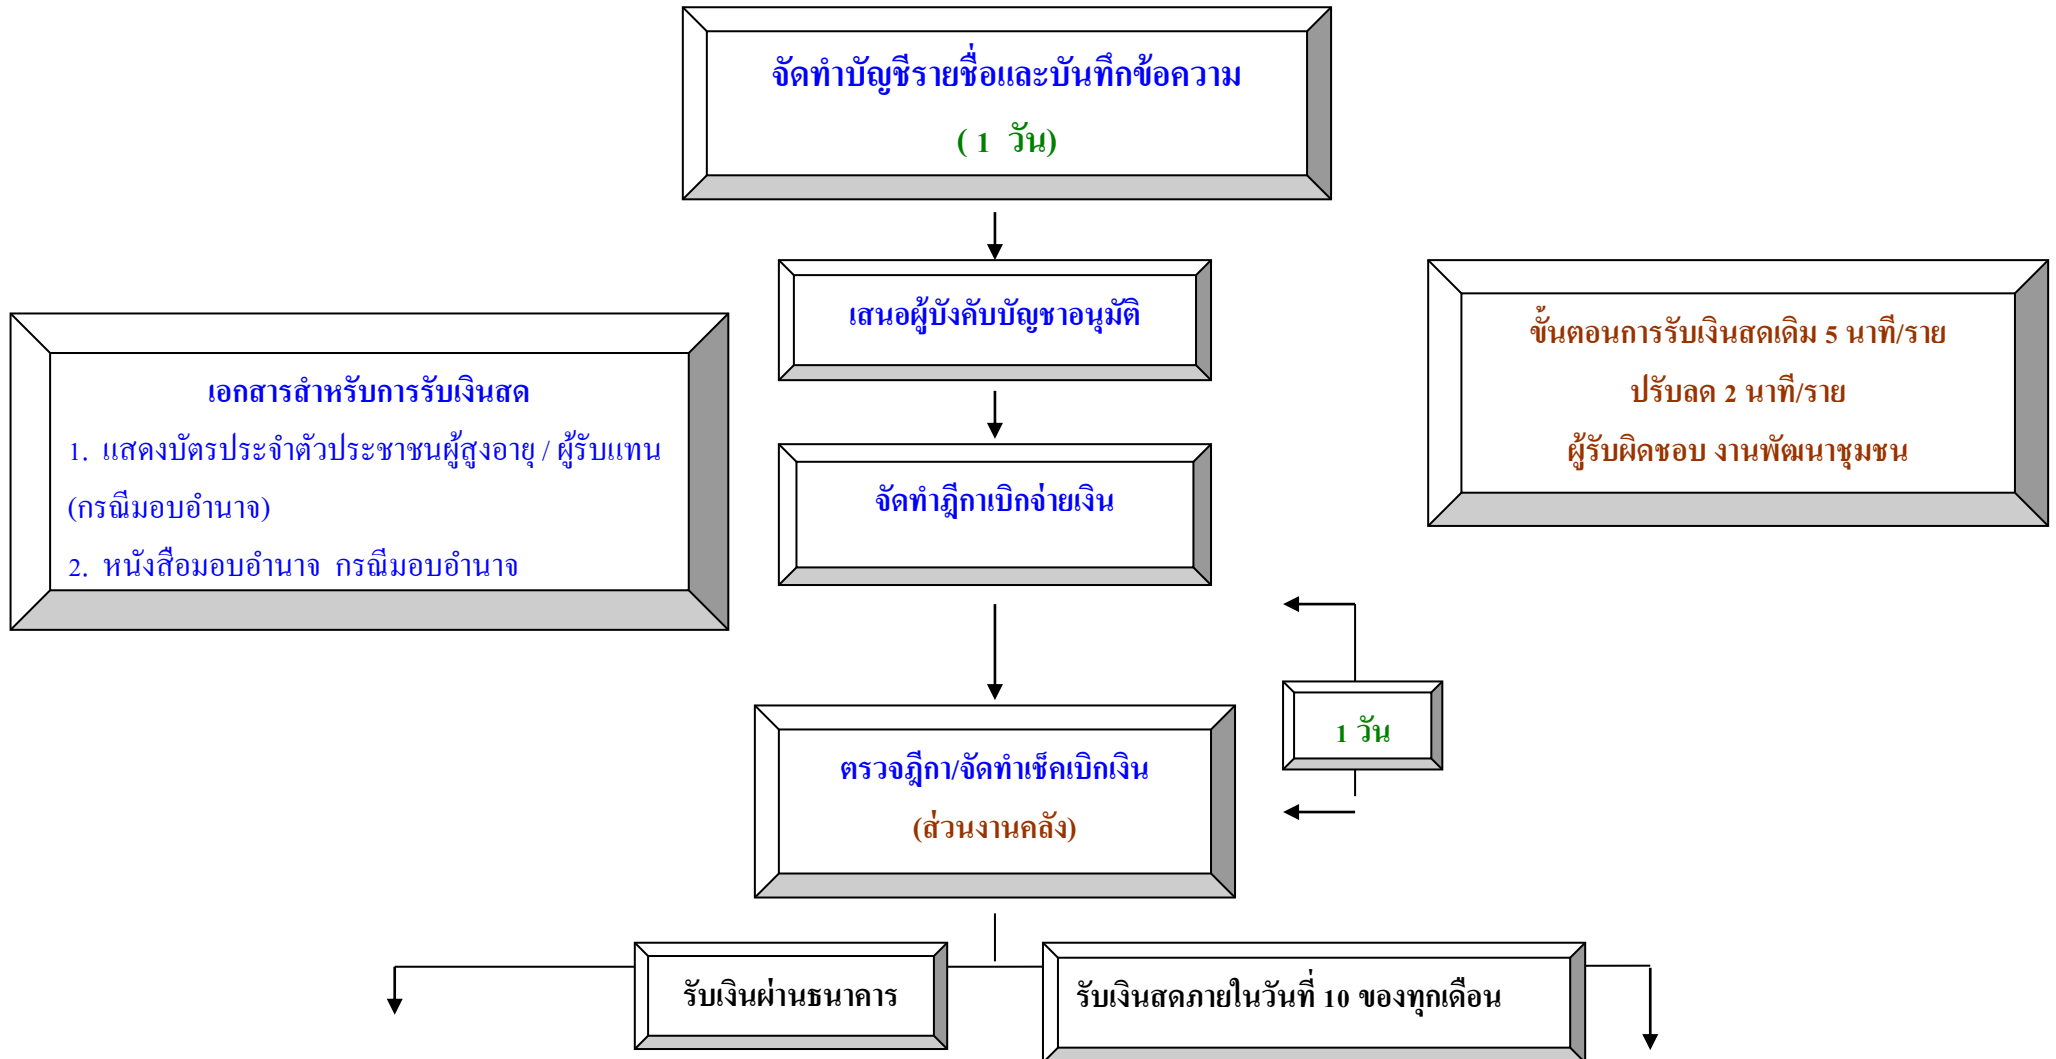 จัดทำบัญชีรายชื่อและบันทึกข้อความ
( 1 วัน)
เสนอผู้บังคับบัญชาอนุมัติ
ขั้นตอนการรับเงินสดเดิม 5 นาที/ราย
ปรับลด 2 นาที/ราย
ผู้รับผิดชอบ งานพัฒนาชุมชน
เอกสารสำหรับการรับเงินสด
1. แสดงบัตรประจำตัวประชาชนผู้สูงอายุ / ผู้รับแทน
(กรณีมอบอำนาจ)
2. หนังสือมอบอำนาจ กรณีมอบอำนาจ
จัดทำฎีกาเบิกจ่ายเงิน
1 วัน
ตรวจฎีกา/จัดทำเช็คเบิกเงิน
(ส่วนงานคลัง)
รับเงินผ่านธนาคาร
รับเงินสดภายในวันที่ 10 ของทุกเดือน